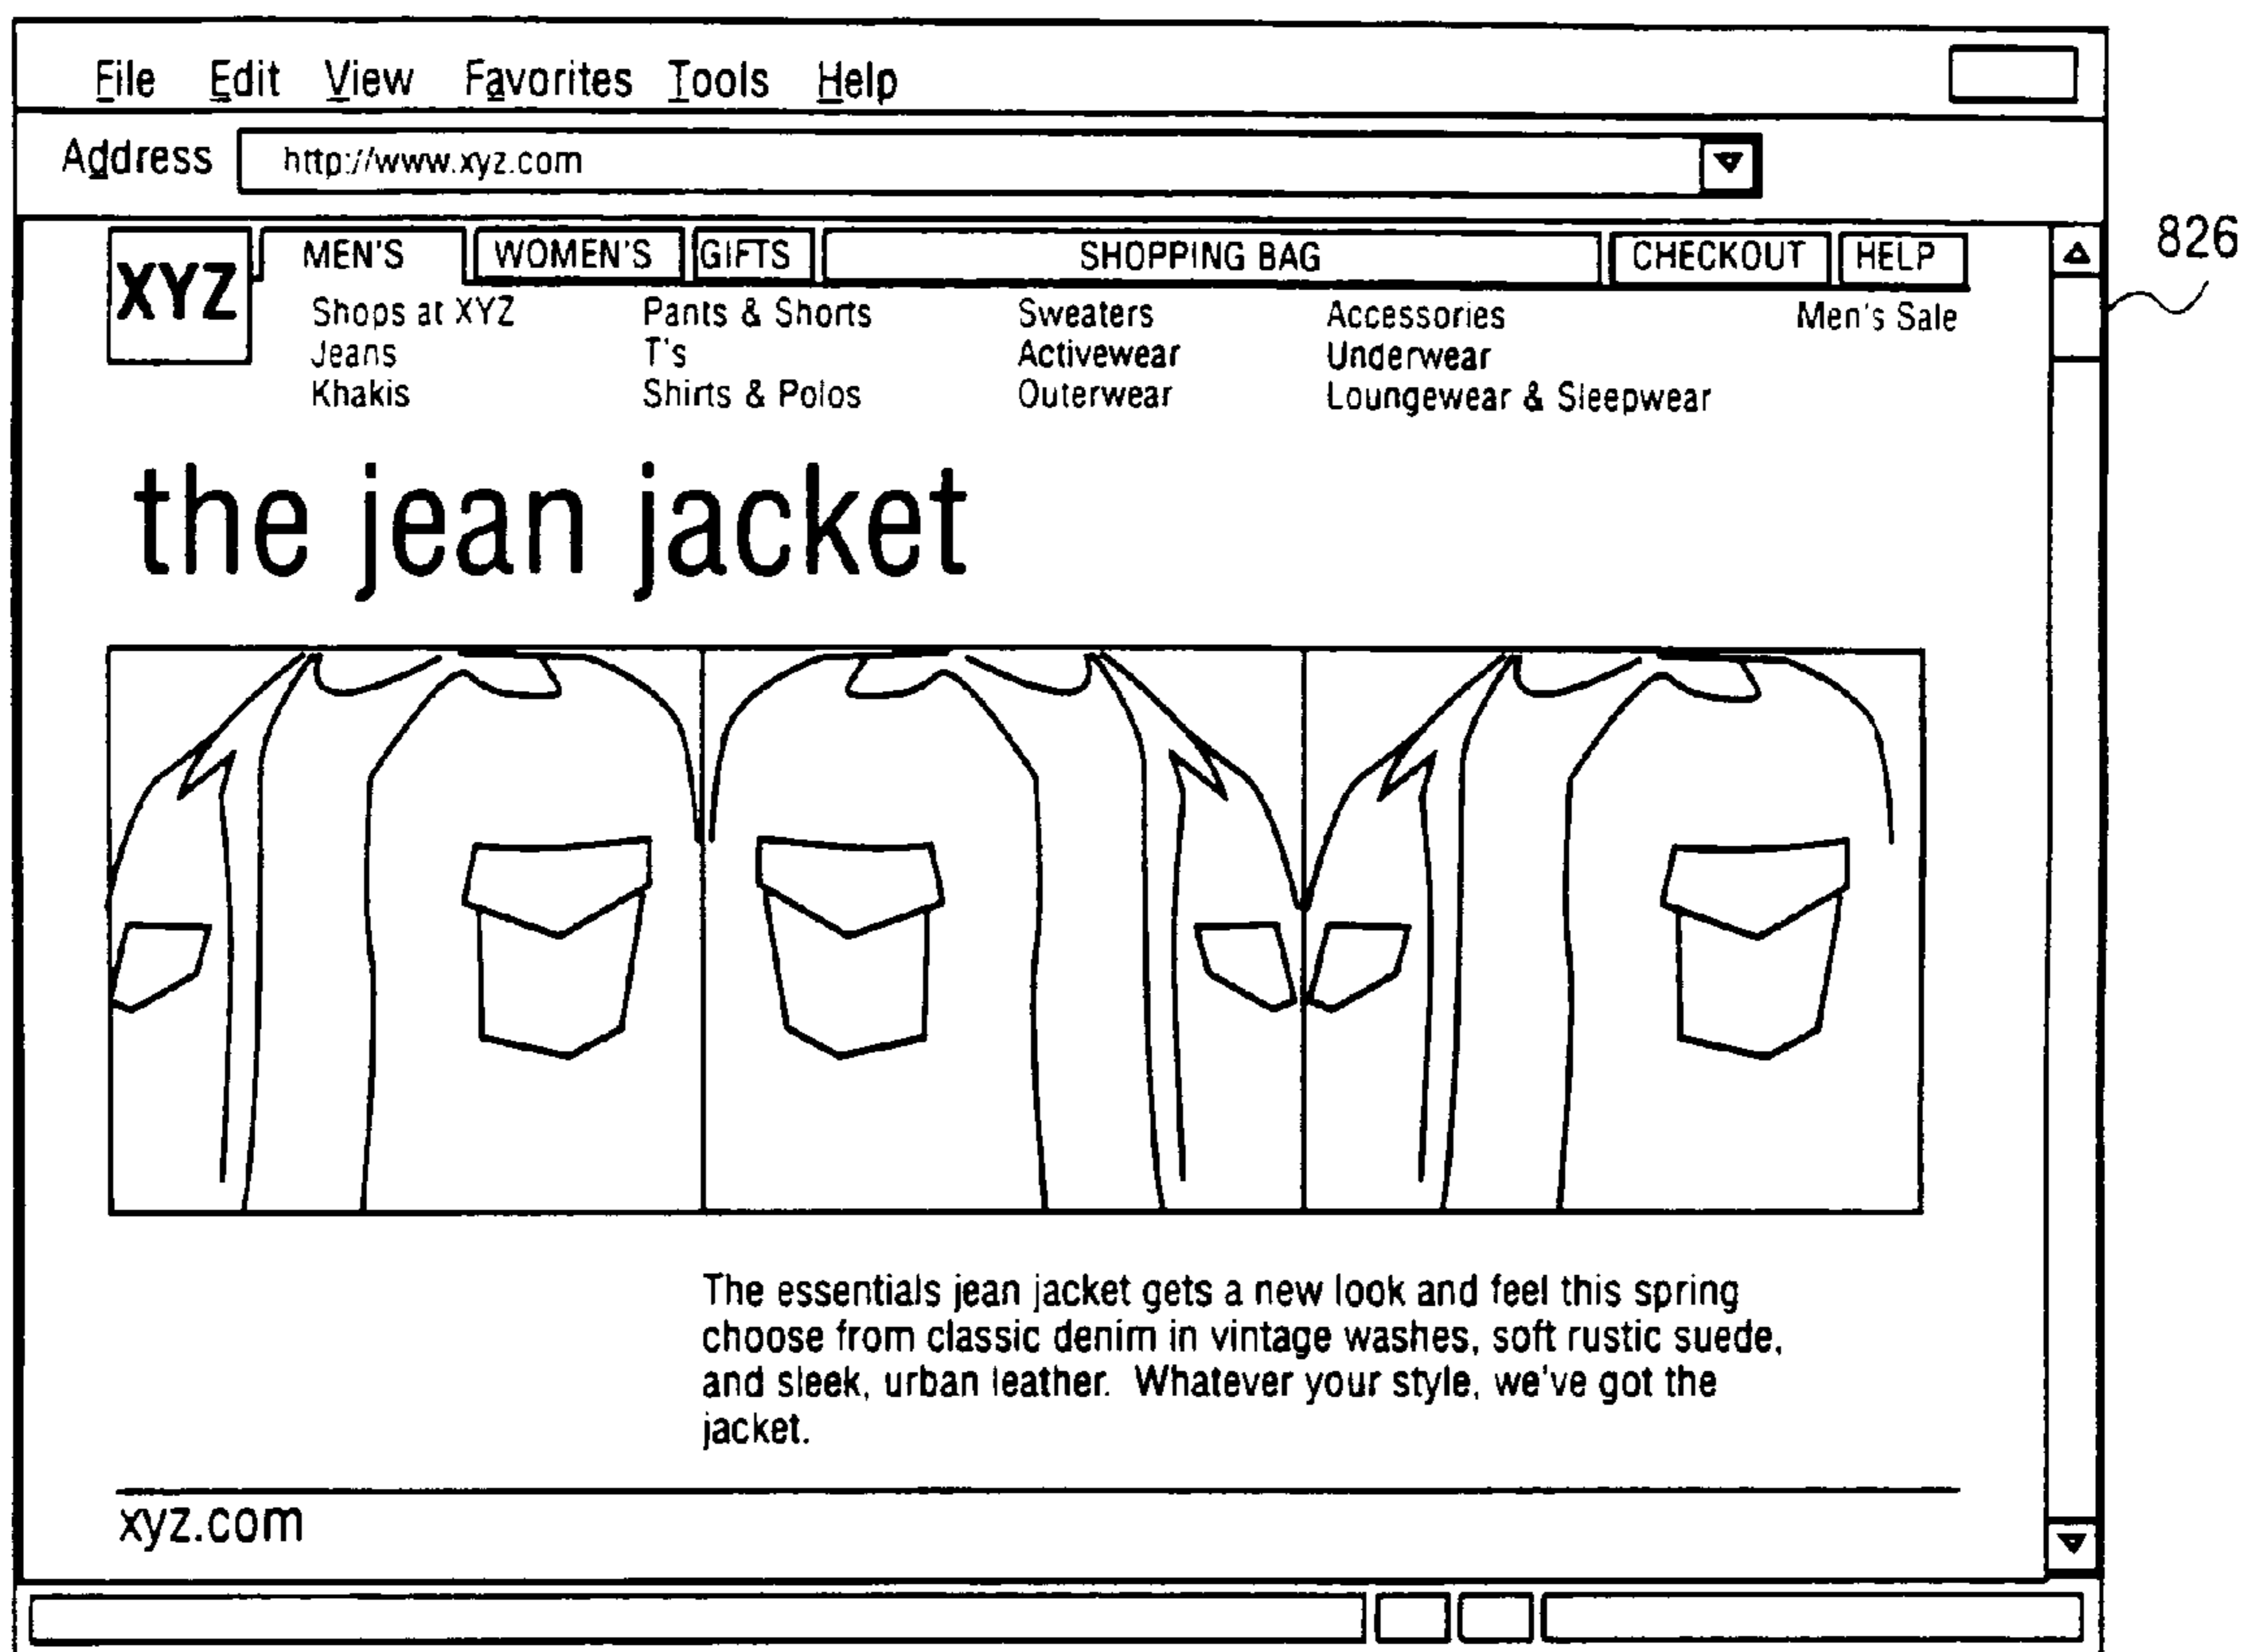 File Edit View Favorites Tools Help
Address http://www.xyz.com
826
XYZ MEN'S WOMEN'S GIFTS SHOPPING BAG CHECKOUT HELP
Shops at XYZ Pants & Shorts Sweaters Accessories Men's Sale
Jeans T's Activewear Underwear
Khakis Shirts & Polos Outerwear Loungewear & Sleepwear
the jean jacket
The essentials jean jacket gets a new look and feel this spring
choose from classic denim in vintage washes, soft rustic suede,
and sleek, urban leather. Whatever your style, we've got the
jacket.
xyz.com